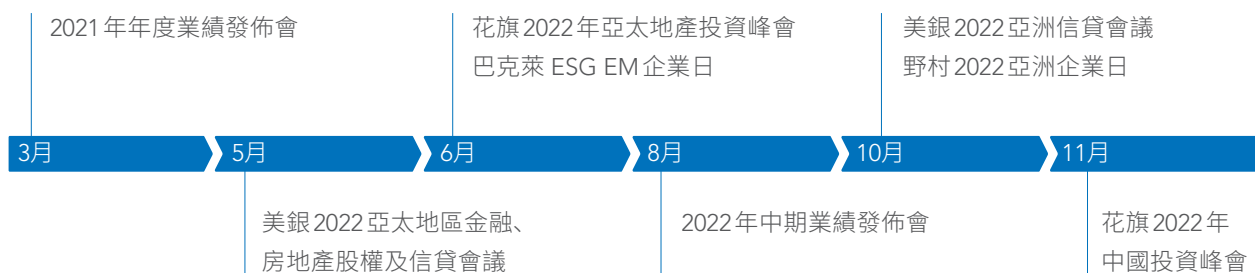 2021年年度業績發佈會
花旗2022年亞太地產投資峰會
巴克萊 ESG EM企業日
美銀2022亞洲信貸會議
野村2022亞洲企業日
3月
5月
6月
8月
10月
11月
美銀2022亞太地區金融、
房地產股權及信貸會議
2022年中期業績發佈會
花旗2022年
中國投資峰會